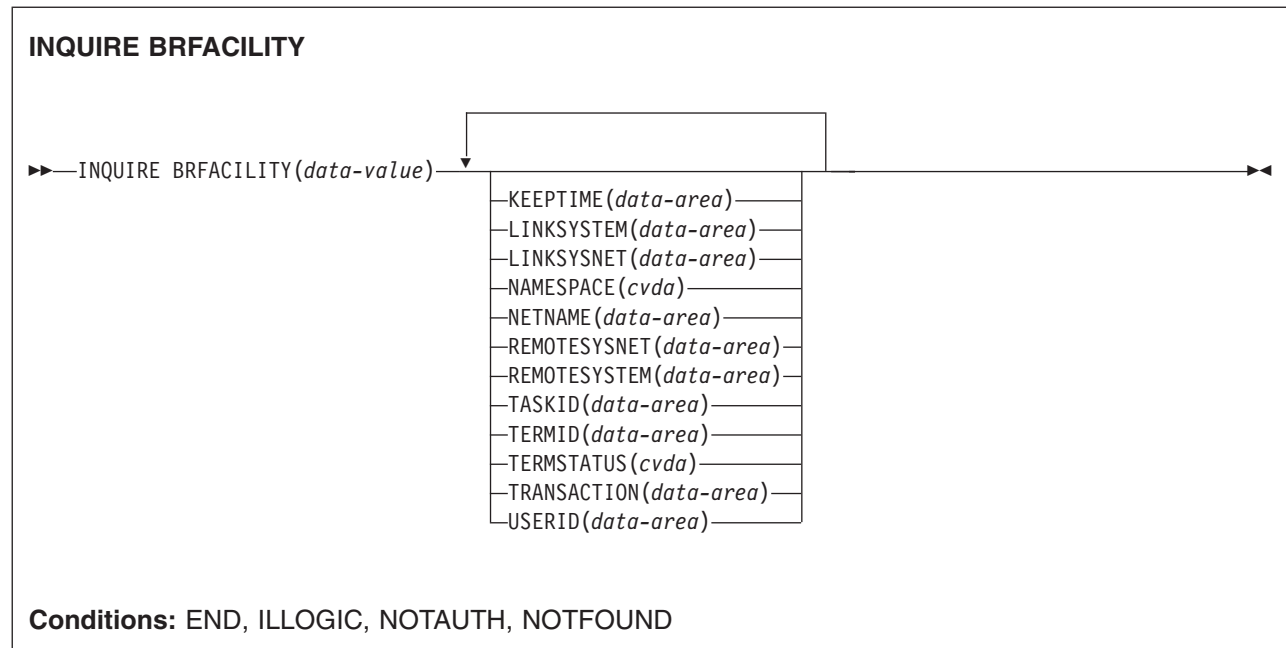 INQUIRE BRFACILITY
INQUIRE BRFACILITY(data-value)
KEEPTIME(data-area)
LINKSYSTEM(data-area)
LINKSYSNET(data-area)
NAMESPACE(cvda)
NETNAME(data-area)
REMOTESYSNET(data-area)
REMOTESYSTEM(data-area)
TASKID(data-area)
TERMID(data-area)
TERMSTATUS(cvda)
TRANSACTION(data-area)
USERID(data-area)
Conditions: END, ILLOGIC, NOTAUTH, NOTFOUND